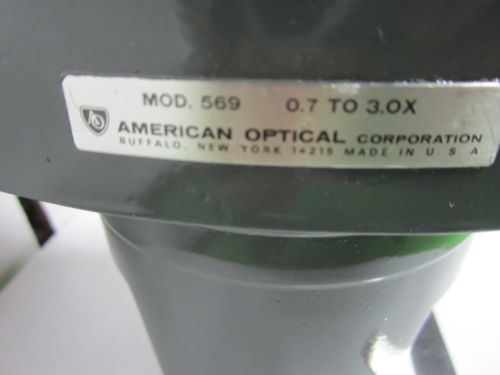 MOD. 569 0.7 TO 3.0X
AO AMERICAN OPTICAL CORPORATION
BUFFALO, NEW YORK 14215 MADE IN U.S.A